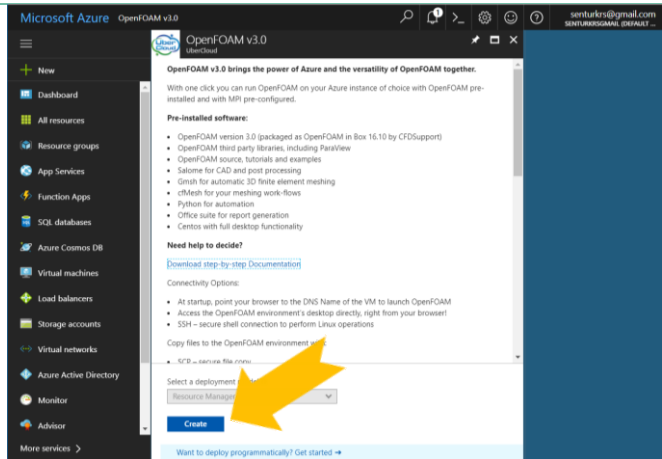 Microsoft Azure OpenFOAM v3.0
senturkrs@gmail.com
SENTURKRSGMAIL (DEFAULT ...
New
Dashboard
All resources
Resource groups
App Services
Function Apps
SQL databases
Azure Cosmos DB
Virtual machines
Load balancers
Storage accounts
Virtual networks
Azure Active Directory
Monitor
Advisor
More services >
Uber
Cloud
OpenFOAM v3.0
UberCloud
OpenFOAM v3.0 brings the power of Azure and the versatility of OpenFOAM together.
With one click you can run OpenFOAM on your Azure instance of choice with OpenFOAM pre-
installed and with MPI pre-configured.
Pre-installed software:
• OpenFOAM version 3.0 (packaged as OpenFOAM in Box 16.10 by CFDSupport)
• OpenFOAM third party libraries, including ParaView
• OpenFOAM source, tutorials and examples
• Salome for CAD and post processing
• Gmsh for automatic 3D finite element meshing
• cfMesh for your meshing work-flows
• Python for automation
• Office suite for report generation
• Centos with full desktop functionality
Need help to decide?
Download step-by-step Documentation
Connectivity Options:
• At startup, point your browser to the DNS Name of the VM to launch OpenFOAM
• Access the OpenFOAM environment's desktop directly, right from your browser!
• SSH – secure shell connection to perform Linux operations
Copy files to the OpenFOAM environment
• SCP – secure file copy
Select a deployment
Resource Manager
Create
Want to deploy programmatically? Get started →